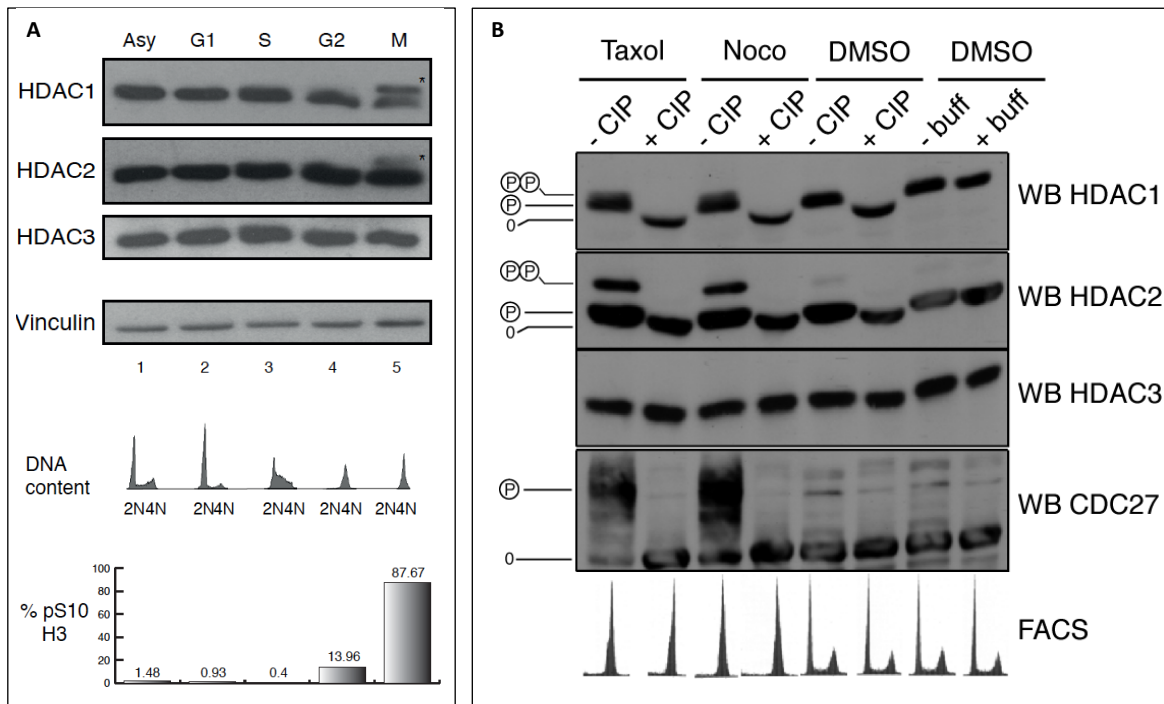 A
Asy G1 S G2 M
HDAC1 *
HDAC2 *
HDAC3
Vinculin
1 2 3 4 5
DNA
content
2N4N 2N4N 2N4N 2N4N 2N4N
100
80
60
40
20
0
% pS10
H3
1.48 0.93 0.4 13.96 87.67
B
Taxol Noco DMSO DMSO
- CIP + CIP - CIP + CIP - CIP + CIP - buff + buff
P P
P
0
WB HDAC1
P P
P
0
WB HDAC2
WB HDAC3
P
0
WB CDC27
FACS